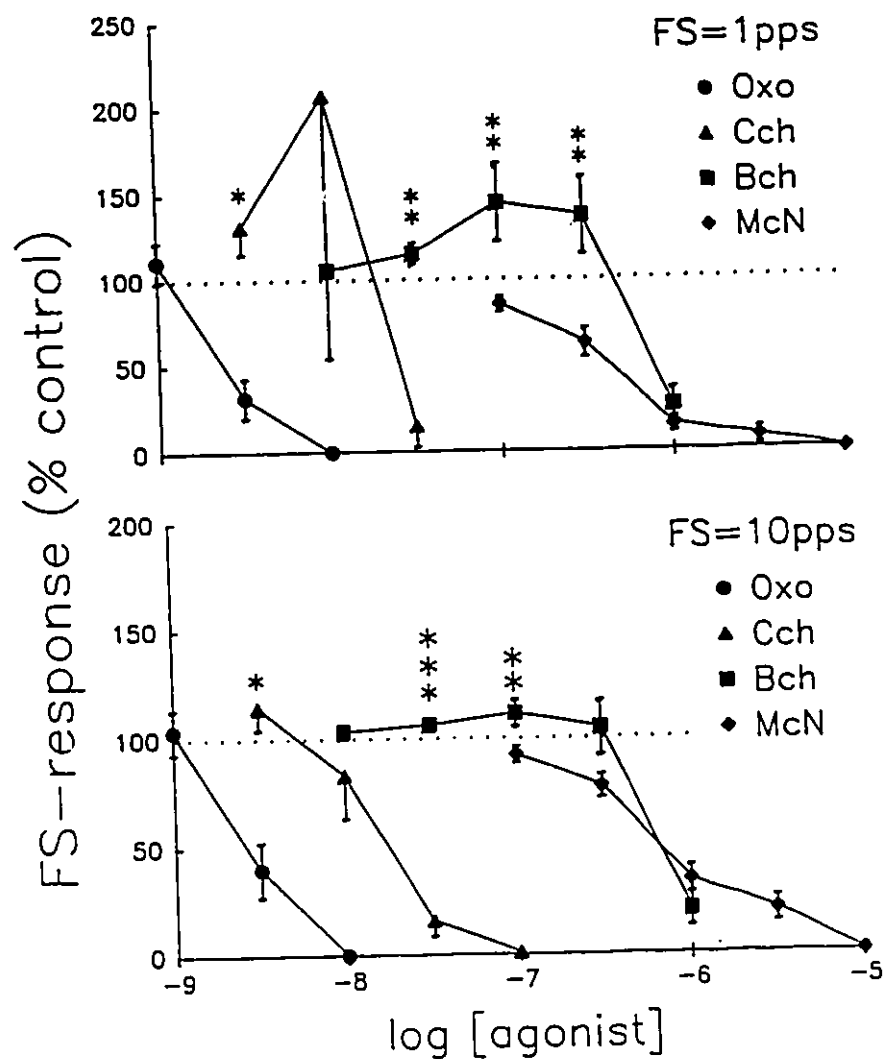 250
200
150
100
50
0
FS=1pps
Oxo
Cch
Bch
McN
*
**
**
**
FS-response (% control)
200
150
100
50
0
FS=10pps
Oxo
Cch
Bch
McN
*
***
**
-9
-8
-7
-6
-5
log [agonist]